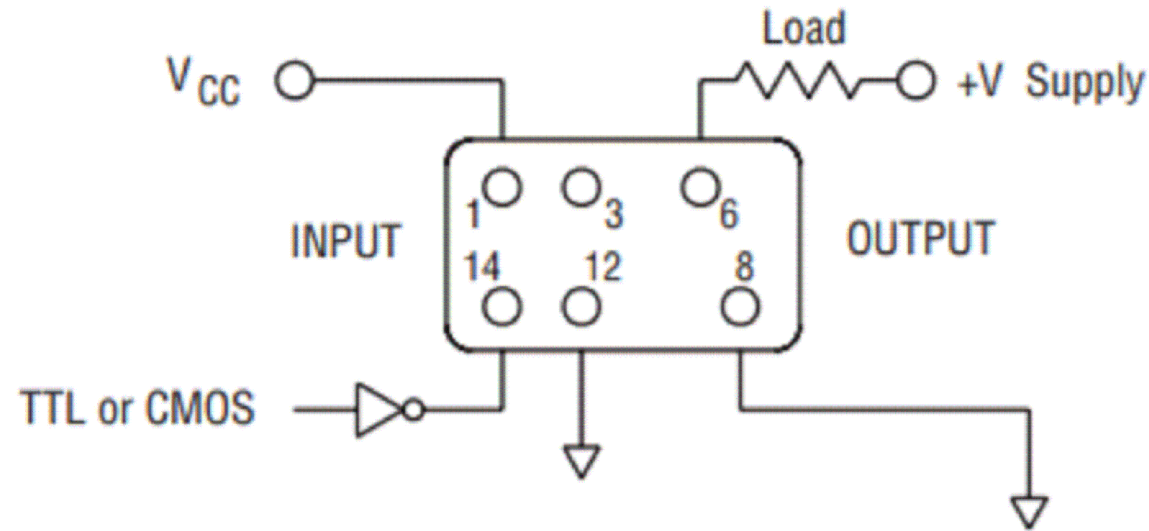 Load
VCC
+V Supply
1
3
6
INPUT
OUTPUT
14
12
8
TTL or CMOS